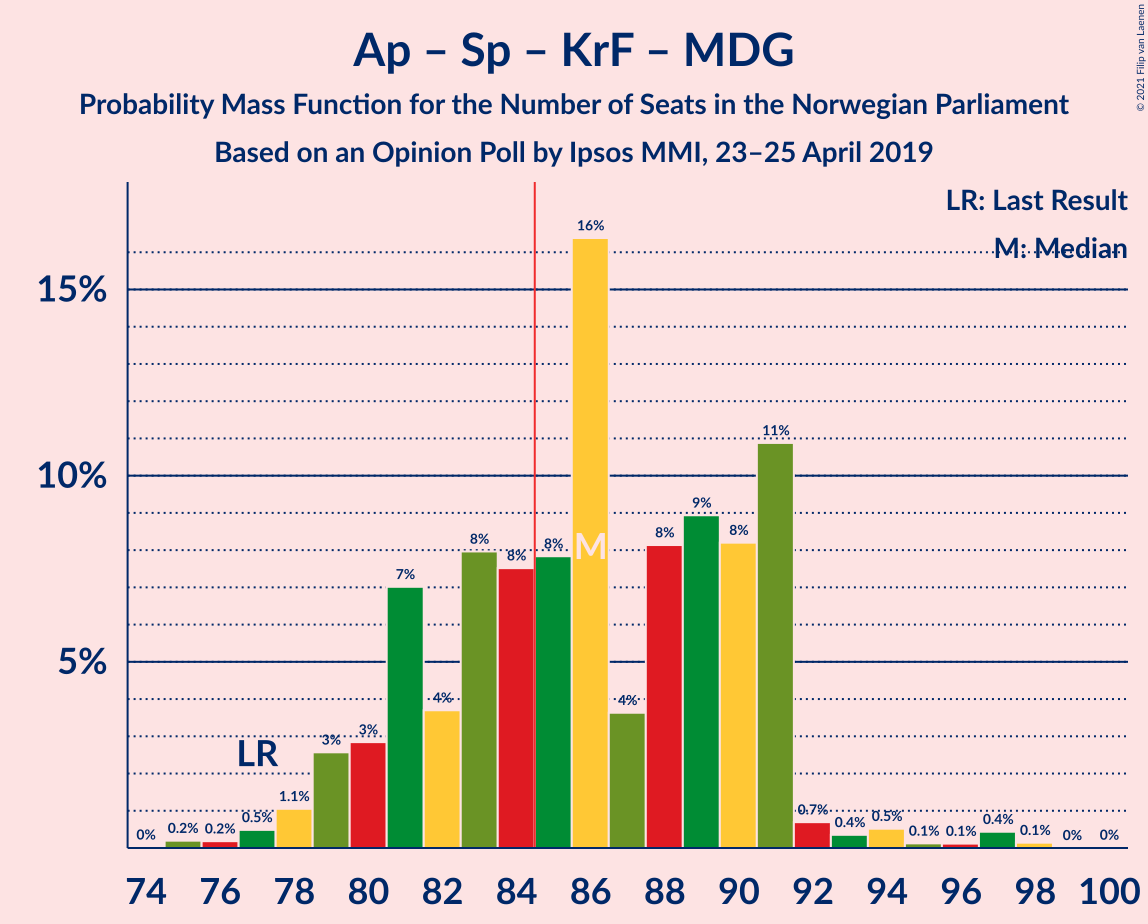 Ap – Sp – KrF – MDG
Probability Mass Function for the Number of Seats in the Norwegian Parliament
Based on an Opinion Poll by Ipsos MMI, 23–25 April 2019
© 2021 Filip van Laenen
LR: Last Result
M: Median
15%
10%
5%
0% 0.2% 0.2% 0.5% 1.1% 3% 3% 7% 4% 8% 8% 8% 16% 4% 8% 9% 8% 11% 0.7% 0.4% 0.5% 0.1% 0.1% 0.4% 0.1% 0% 0%
LR
M
74 76 78 80 82 84 86 88 90 92 94 96 98 100